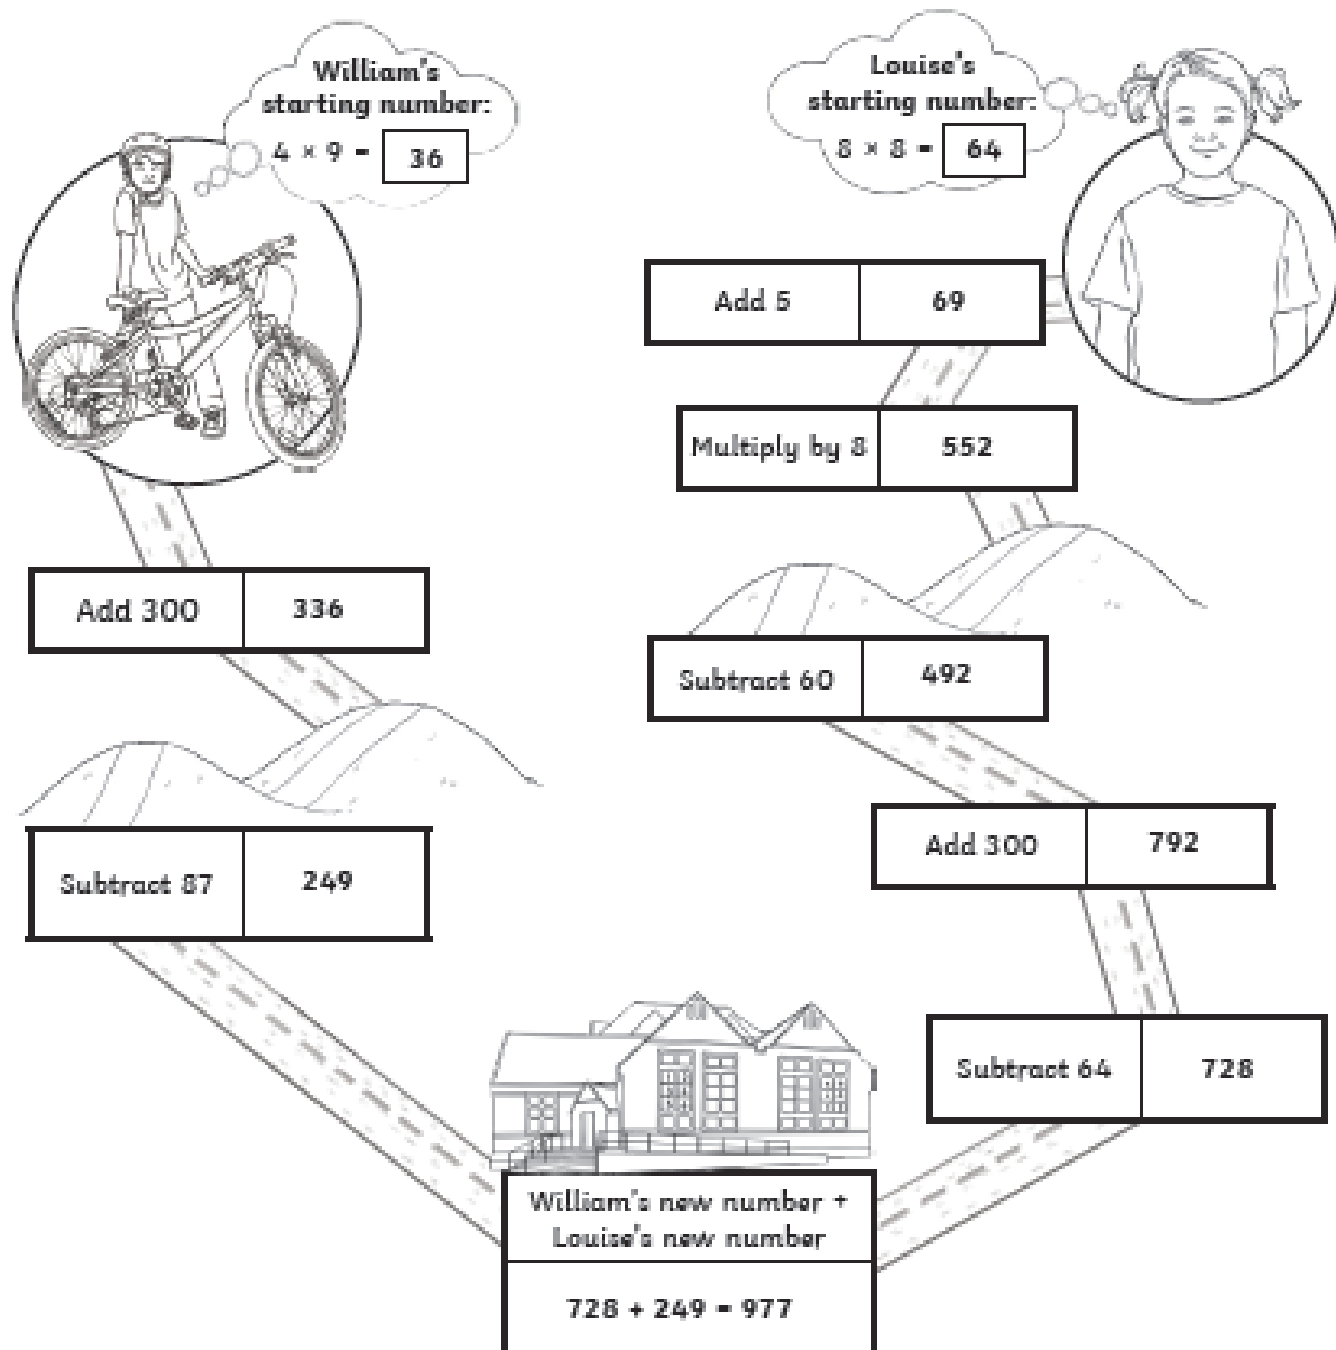 William's
starting number:
4 × 9 = 36
Louise's
starting number:
8 × 8 = 64
Add 5 69
Multiply by 8 552
Add 300 336
Subtract 60 492
Add 300 792
Subtract 87 249
Subtract 64 728
William's new number +
Louise's new number
728 + 249 = 977